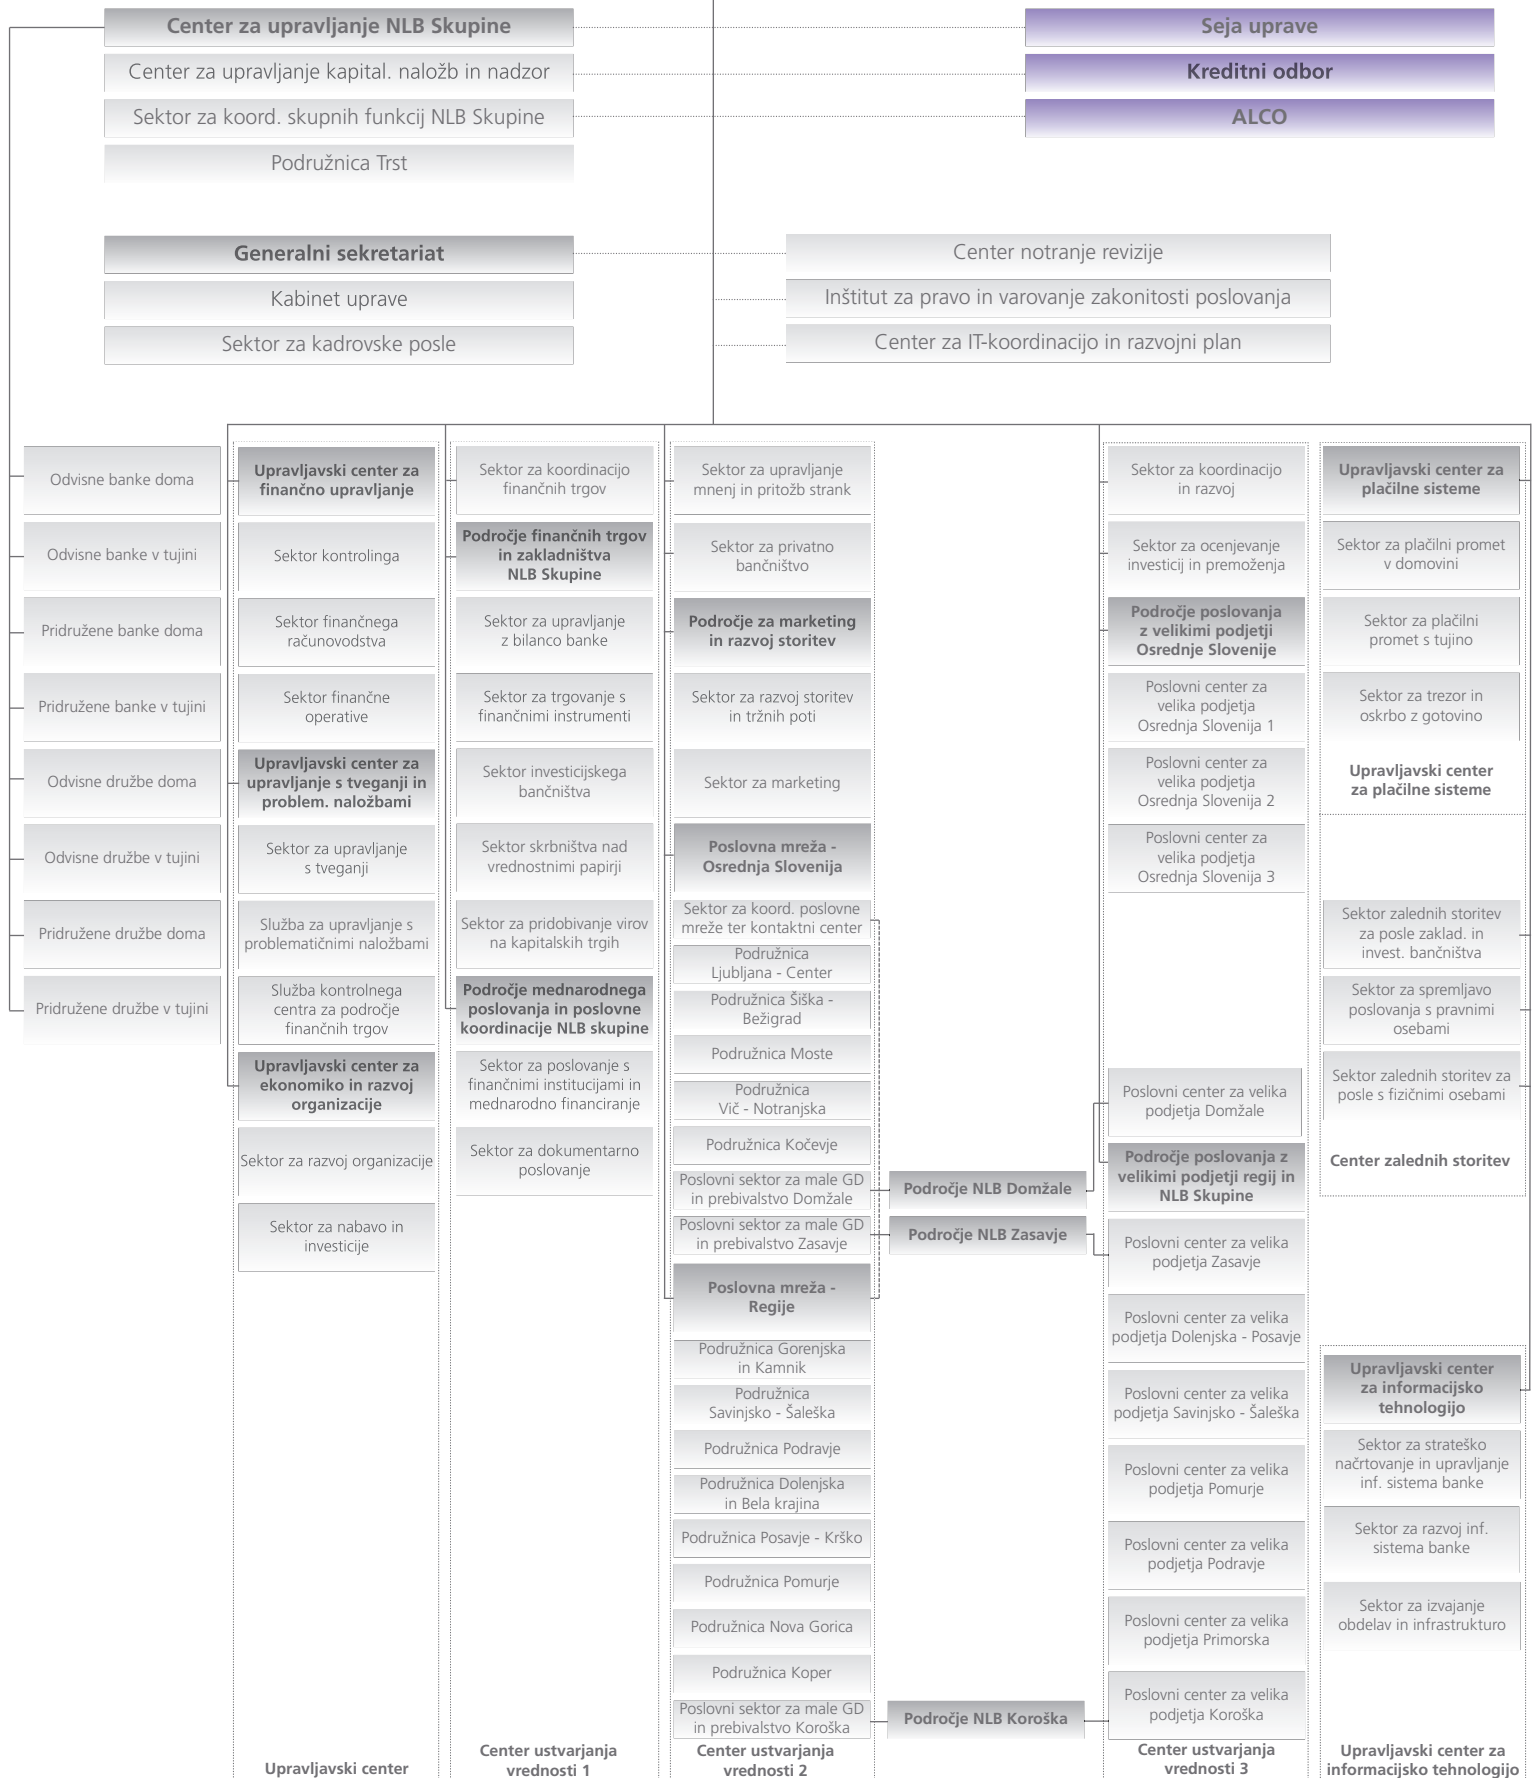 Center za upravljanje NLB Skupine
Center za upravljanje kapital. naložb in nadzor
Sektor za koord. skupnih funkcij NLB Skupine
Podružnica Trst
Seja uprave
Kreditni odbor
ALCO
Generalni sekretariat
Kabinet uprave
Sektor za kadrovske posle
Center notranje revizije
Inštitut za pravo in varovanje zakonitosti poslovanja
Center za IT-koordinacijo in razvojni plan
Odvisne banke doma
Odvisne banke v tujini
Pridružene banke doma
Pridružene banke v tujini
Odvisne družbe doma
Odvisne družbe v tujini
Pridružene družbe doma
Pridružene družbe v tujini
Upravljavski center za
finančno upravljanje
Sektor kontrolinga
Sektor finančnega
računovodstva
Sektor finančne
operative
Upravljavski center za
upravljanje s tveganji in
problem. naložbami
Sektor za upravljanje
s tveganji
Služba za upravljanje s
problematičnimi naložbami
Služba kontrolnega
centra za področje
finančnih trgov
Upravljavski center za
ekonomiko in razvoj
organizacije
Sektor za razvoj organizacije
Sektor za nabavo in
investicije
Upravljavski center
Sektor za koordinacijo
finančnih trgov
Področje finančnih trgov
in zakladništva
NLB Skupine
Sektor za upravljanje
z bilanco banke
Sektor za trgovanje s
finančnimi instrumenti
Sektor investicijskega
bančništva
Sektor skrbništva nad
vrednostnimi papirji
Sektor za pridobivanje virov
na kapitalskih trgih
Področje mednarodnega
poslovanja in poslovne
koordinacije NLB skupine
Sektor za poslovanje s
finančnimi institucijami in
mednarodno financiranje
Sektor za dokumentarno
poslovanje
Center ustvarjanja
vrednosti 1
Sektor za upravljanje
mnenj in pritožb strank
Sektor za privatno
bančništvo
Področje za marketing
in razvoj storitev
Sektor za razvoj storitev
in tržnih poti
Sektor za marketing
Poslovna mreža -
Osrednja Slovenija
Sektor za koord. poslovne
mreže ter kontaktni center
Podružnica
Ljubljana - Center
Podružnica Šiška -
Bežigrad
Podružnica Moste
Podružnica
Vič - Notranjska
Podružnica Kočevje
Poslovni sektor za male GD
in prebivalstvo Domžale
Poslovni sektor za male GD
in prebivalstvo Zasavje
Poslovna mreža -
Regije
Podružnica Gorenjska
in Kamnik
Podružnica
Savinjsko - Šaleška
Podružnica Podravje
Podružnica Dolenjska
in Bela krajina
Podružnica Posavje - Krško
Podružnica Pomurje
Podružnica Nova Gorica
Podružnica Koper
Poslovni sektor za male GD
in prebivalstvo Koroška
Center ustvarjanja
vrednosti 2
Področje NLB Domžale
Področje NLB Zasavje
Področje NLB Koroška
Sektor za koordinacijo
in razvoj
Sektor za ocenjevanje
investicij in premoženja
Področje poslovanja
z velikimi podjetji
Osrednje Slovenije
Poslovni center za
velika podjetja
Osrednja Slovenija 1
Poslovni center za
velika podjetja
Osrednja Slovenija 2
Poslovni center za
velika podjetja
Osrednja Slovenija 3
Poslovni center za velika
podjetja Domžale
Področje poslovanja z
velikimi podjetji regij in
NLB Skupine
Poslovni center za velika
podjetja Zasavje
Poslovni center za velika
podjetja Dolenjska - Posavje
Poslovni center za velika
podjetja Savinjsko - Šaleška
Poslovni center za velika
podjetja Pomurje
Poslovni center za velika
podjetja Podravje
Poslovni center za velika
podjetja Primorska
Poslovni center za velika
podjetja Koroška
Center ustvarjanja
vrednosti 3
Upravljavski center za
plačilne sisteme
Sektor za plačilni promet
v domovini
Sektor za plačilni
promet s tujino
Sektor za trezor in
oskrbo z gotovino
Upravljavski center
za plačilne sisteme
Sektor zalednih storitev
za posle zaklad. in
invest. bančništva
Sektor za spremljavo
poslovanja s pravnimi
osebami
Sektor zalednih storitev za
posle s fizičnimi osebami
Center zalednih storitev
Upravljavski center
za informacijsko
tehnologijo
Sektor za strateško
načrtovanje in upravljanje
inf. sistema banke
Sektor za razvoj inf.
sistema banke
Sektor za izvajanje
obdelav in infrastrukturo
Upravljavski center za
informacijsko tehnologijo